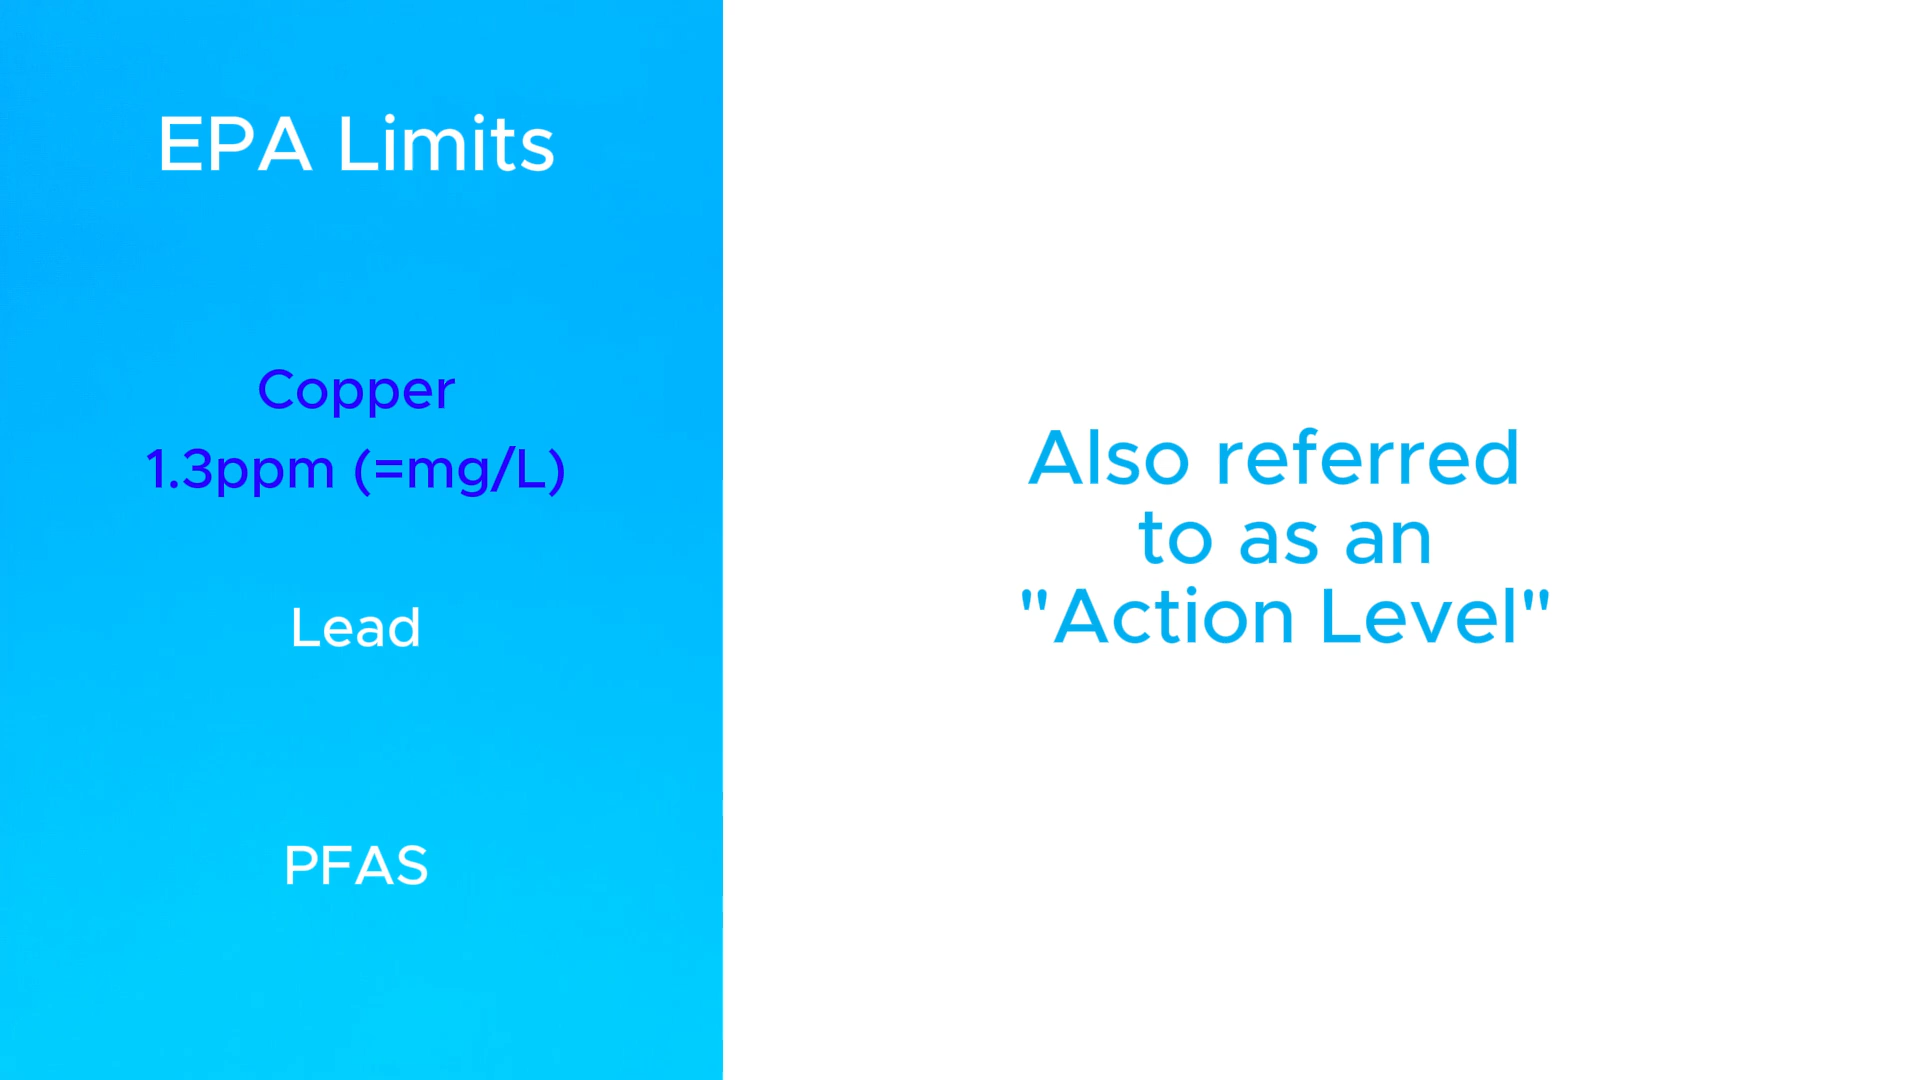 EPA Limits
Copper
1.3ppm (=mg/L)
Lead
PFAS
Also referred
to as an
"Action Level"